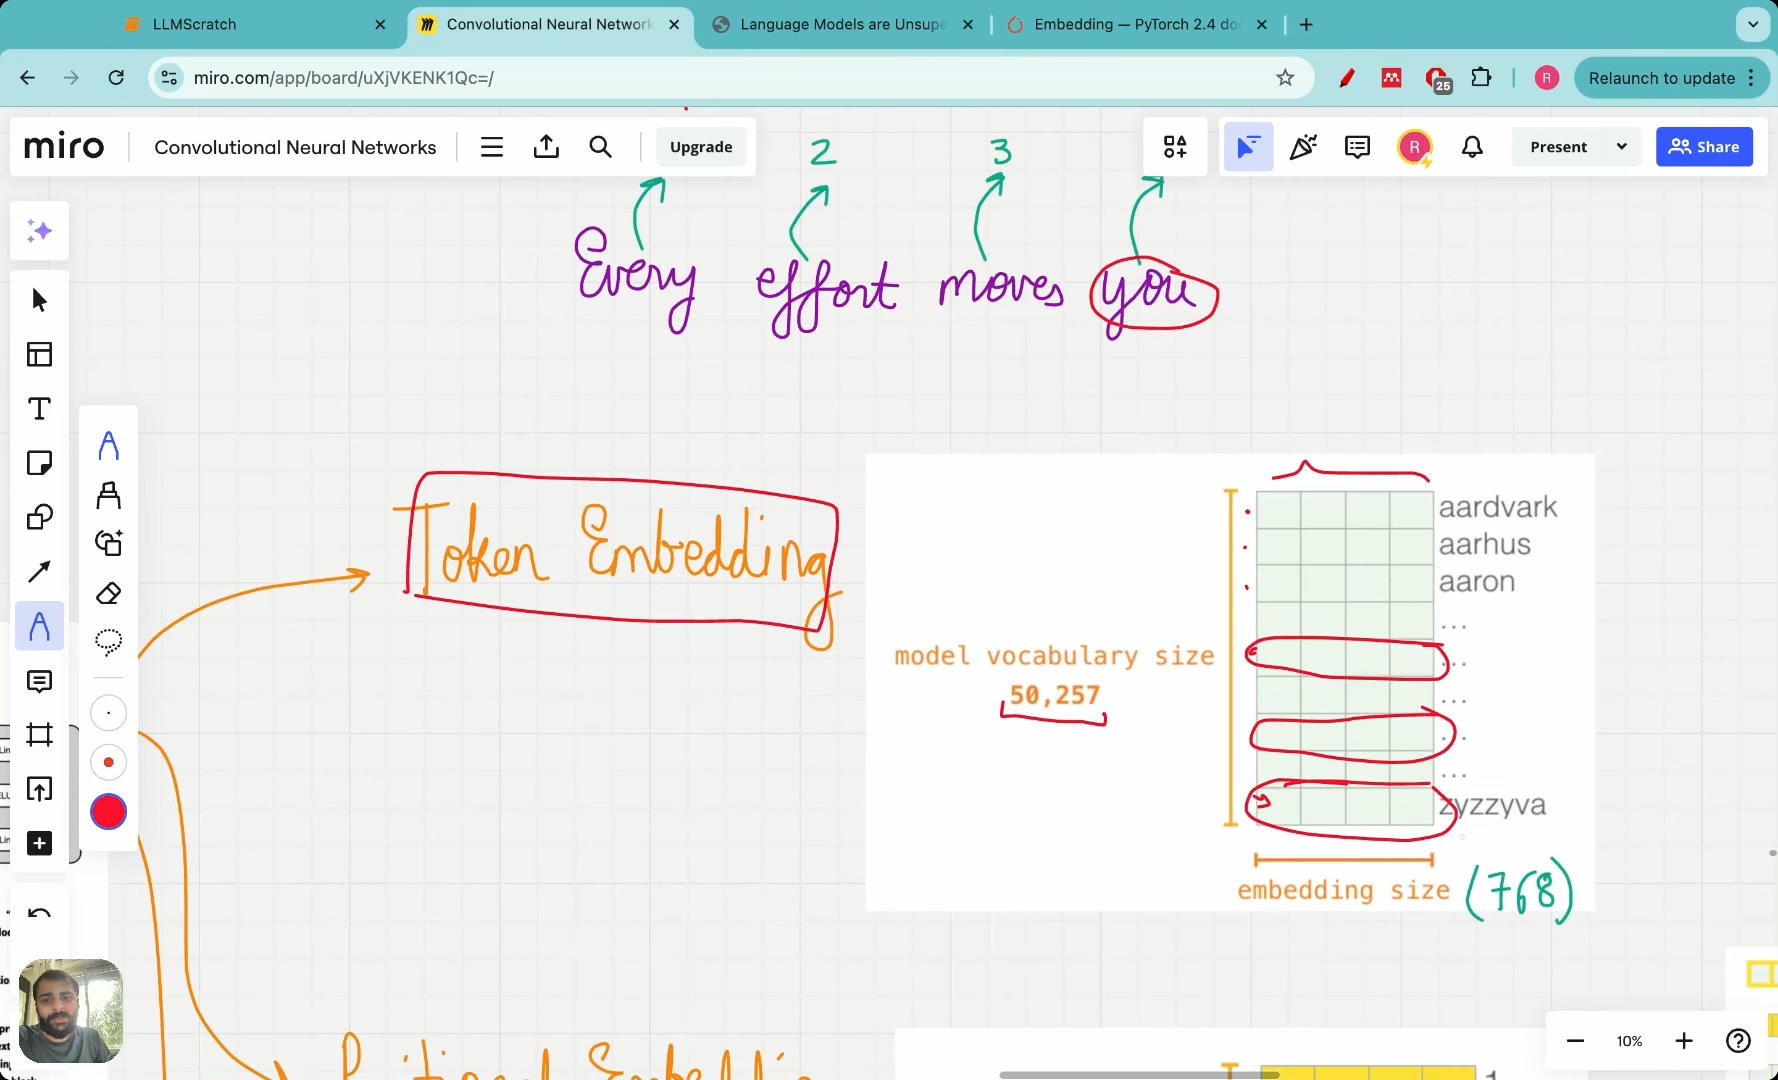 LLMScratch
Convolutional Neural Network
Language Models are Unsupe
Embedding — PyTorch 2.4 do
miro.com/app/board/uXjVKENK1Qc=/
25
R
Relaunch to update
miro
Convolutional Neural Networks
Upgrade
R
Present
Share
2
3
Every effort moves you
Token Embedding
aardvark
aarhus
aaron
...
model vocabulary size
50,257
...
...
...
...
zyzzyva
embedding size (768)
1
10%